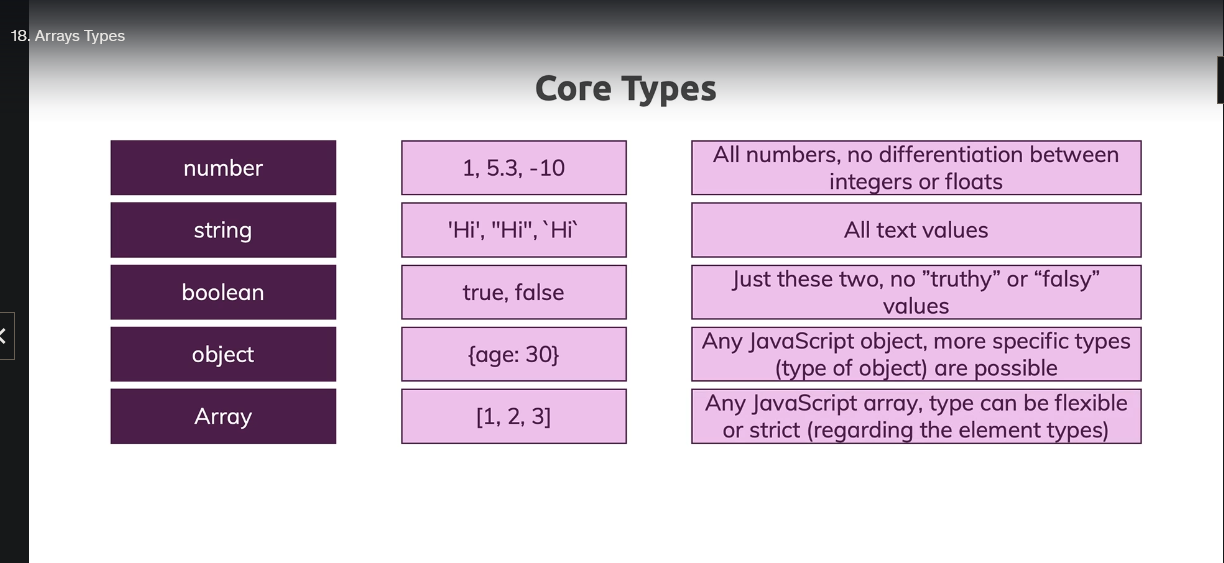 18. Arrays Types
Core Types
number
1, 5.3, -10
All numbers, no differentiation between
integers or floats
string
'Hi', "Hi", `Hi`
All text values
boolean
true, false
Just these two, no ”truthy” or “falsy”
values
object
{age: 30}
Any JavaScript object, more specific types
(type of object) are possible
Array
[1, 2, 3]
Any JavaScript array, type can be flexible
or strict (regarding the element types)